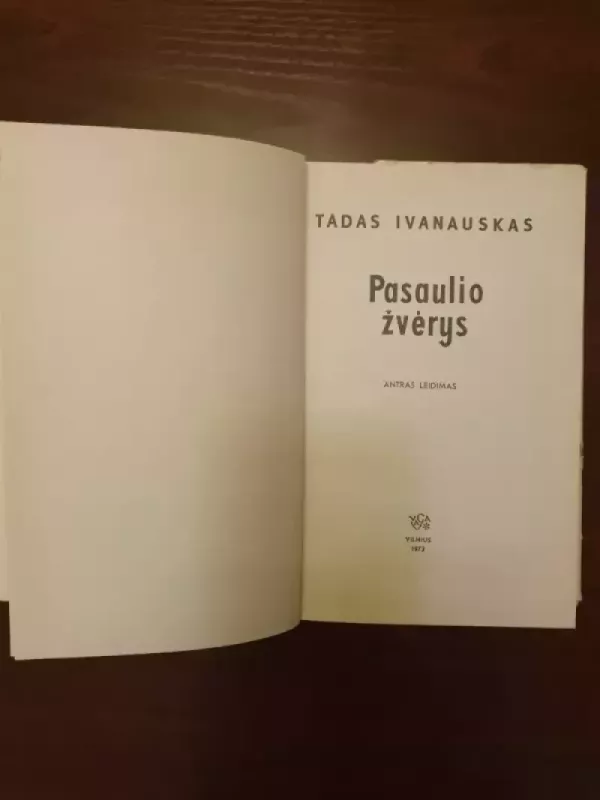 TADAS IVANAUSKAS
Pasaulio
žvėrys
ANTRAS LEIDIMAS
VILNIUS
1972